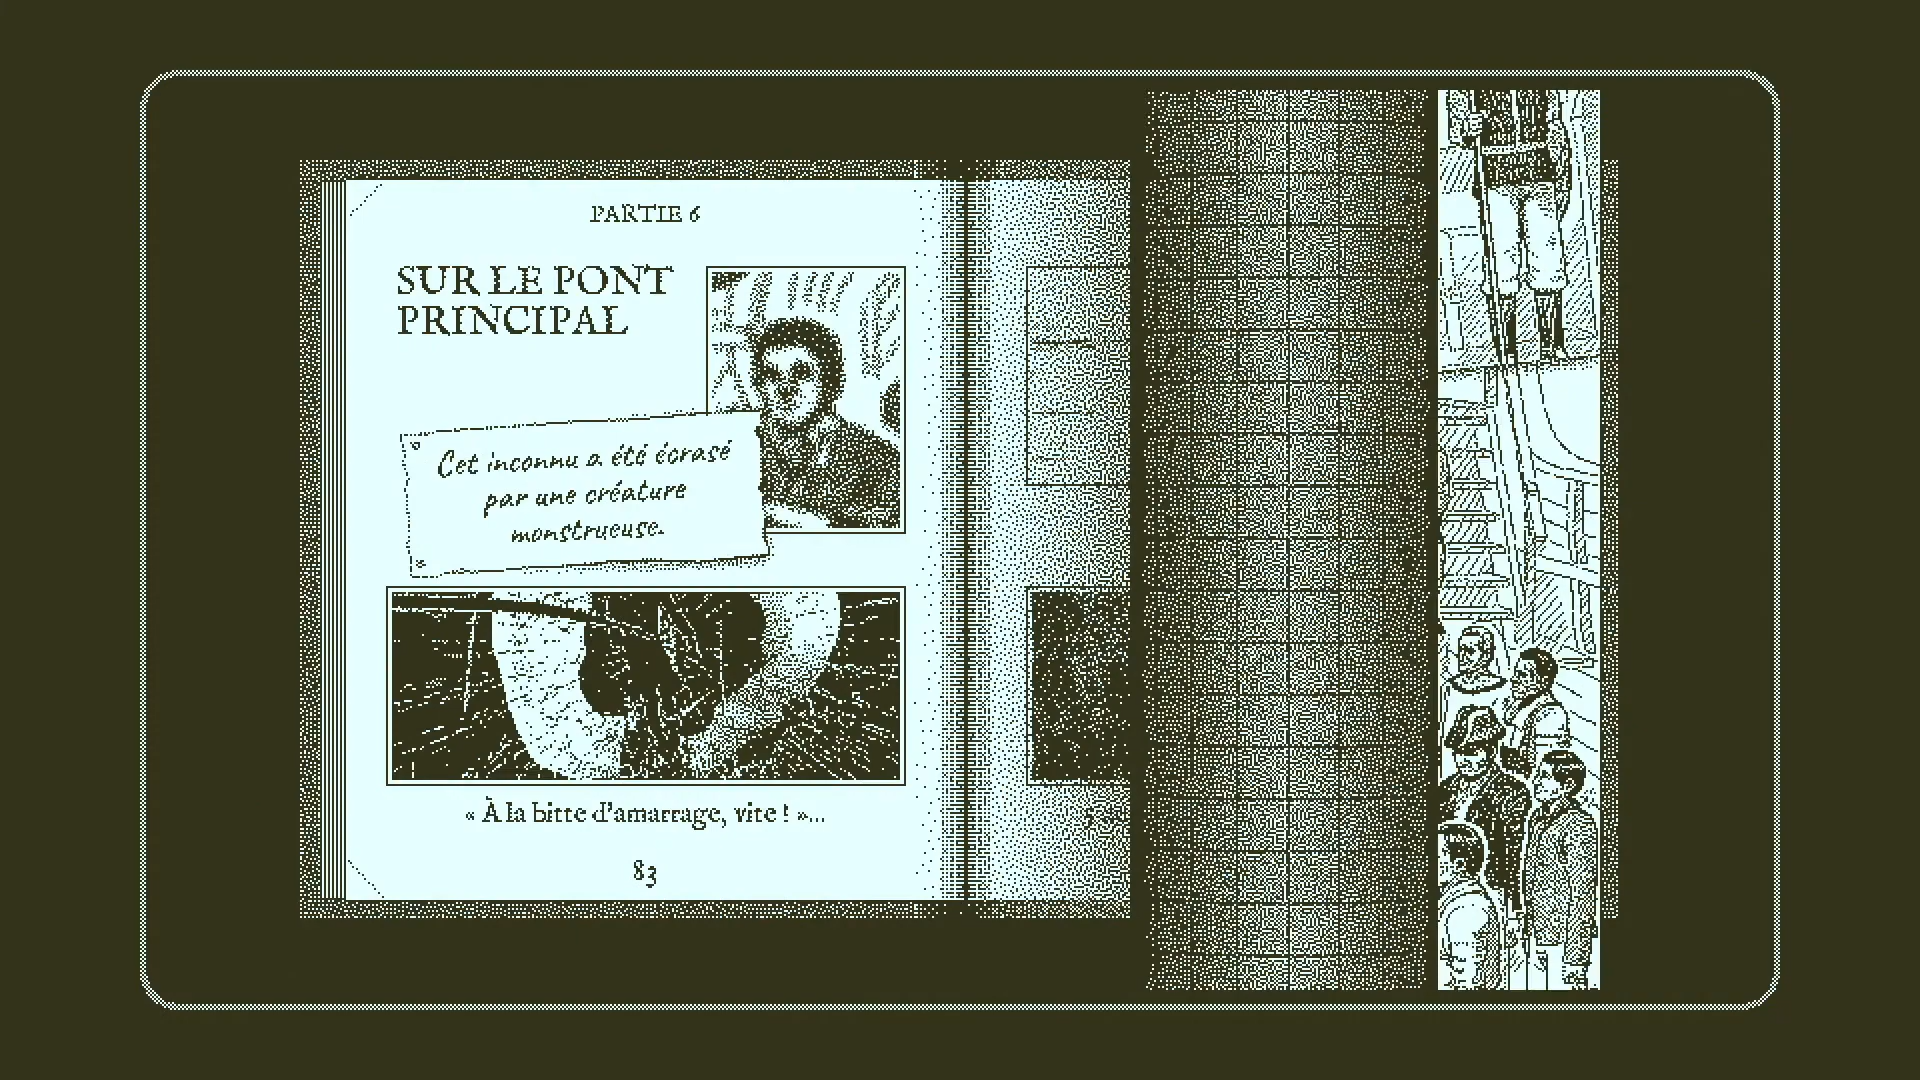 PARTIE 6
SUR LE PONT
PRINCIPAL
Cet inconnu a été écrasé
par une créature
monstrueuse.
« À la bitte d'amarrage, vite ! »...
83